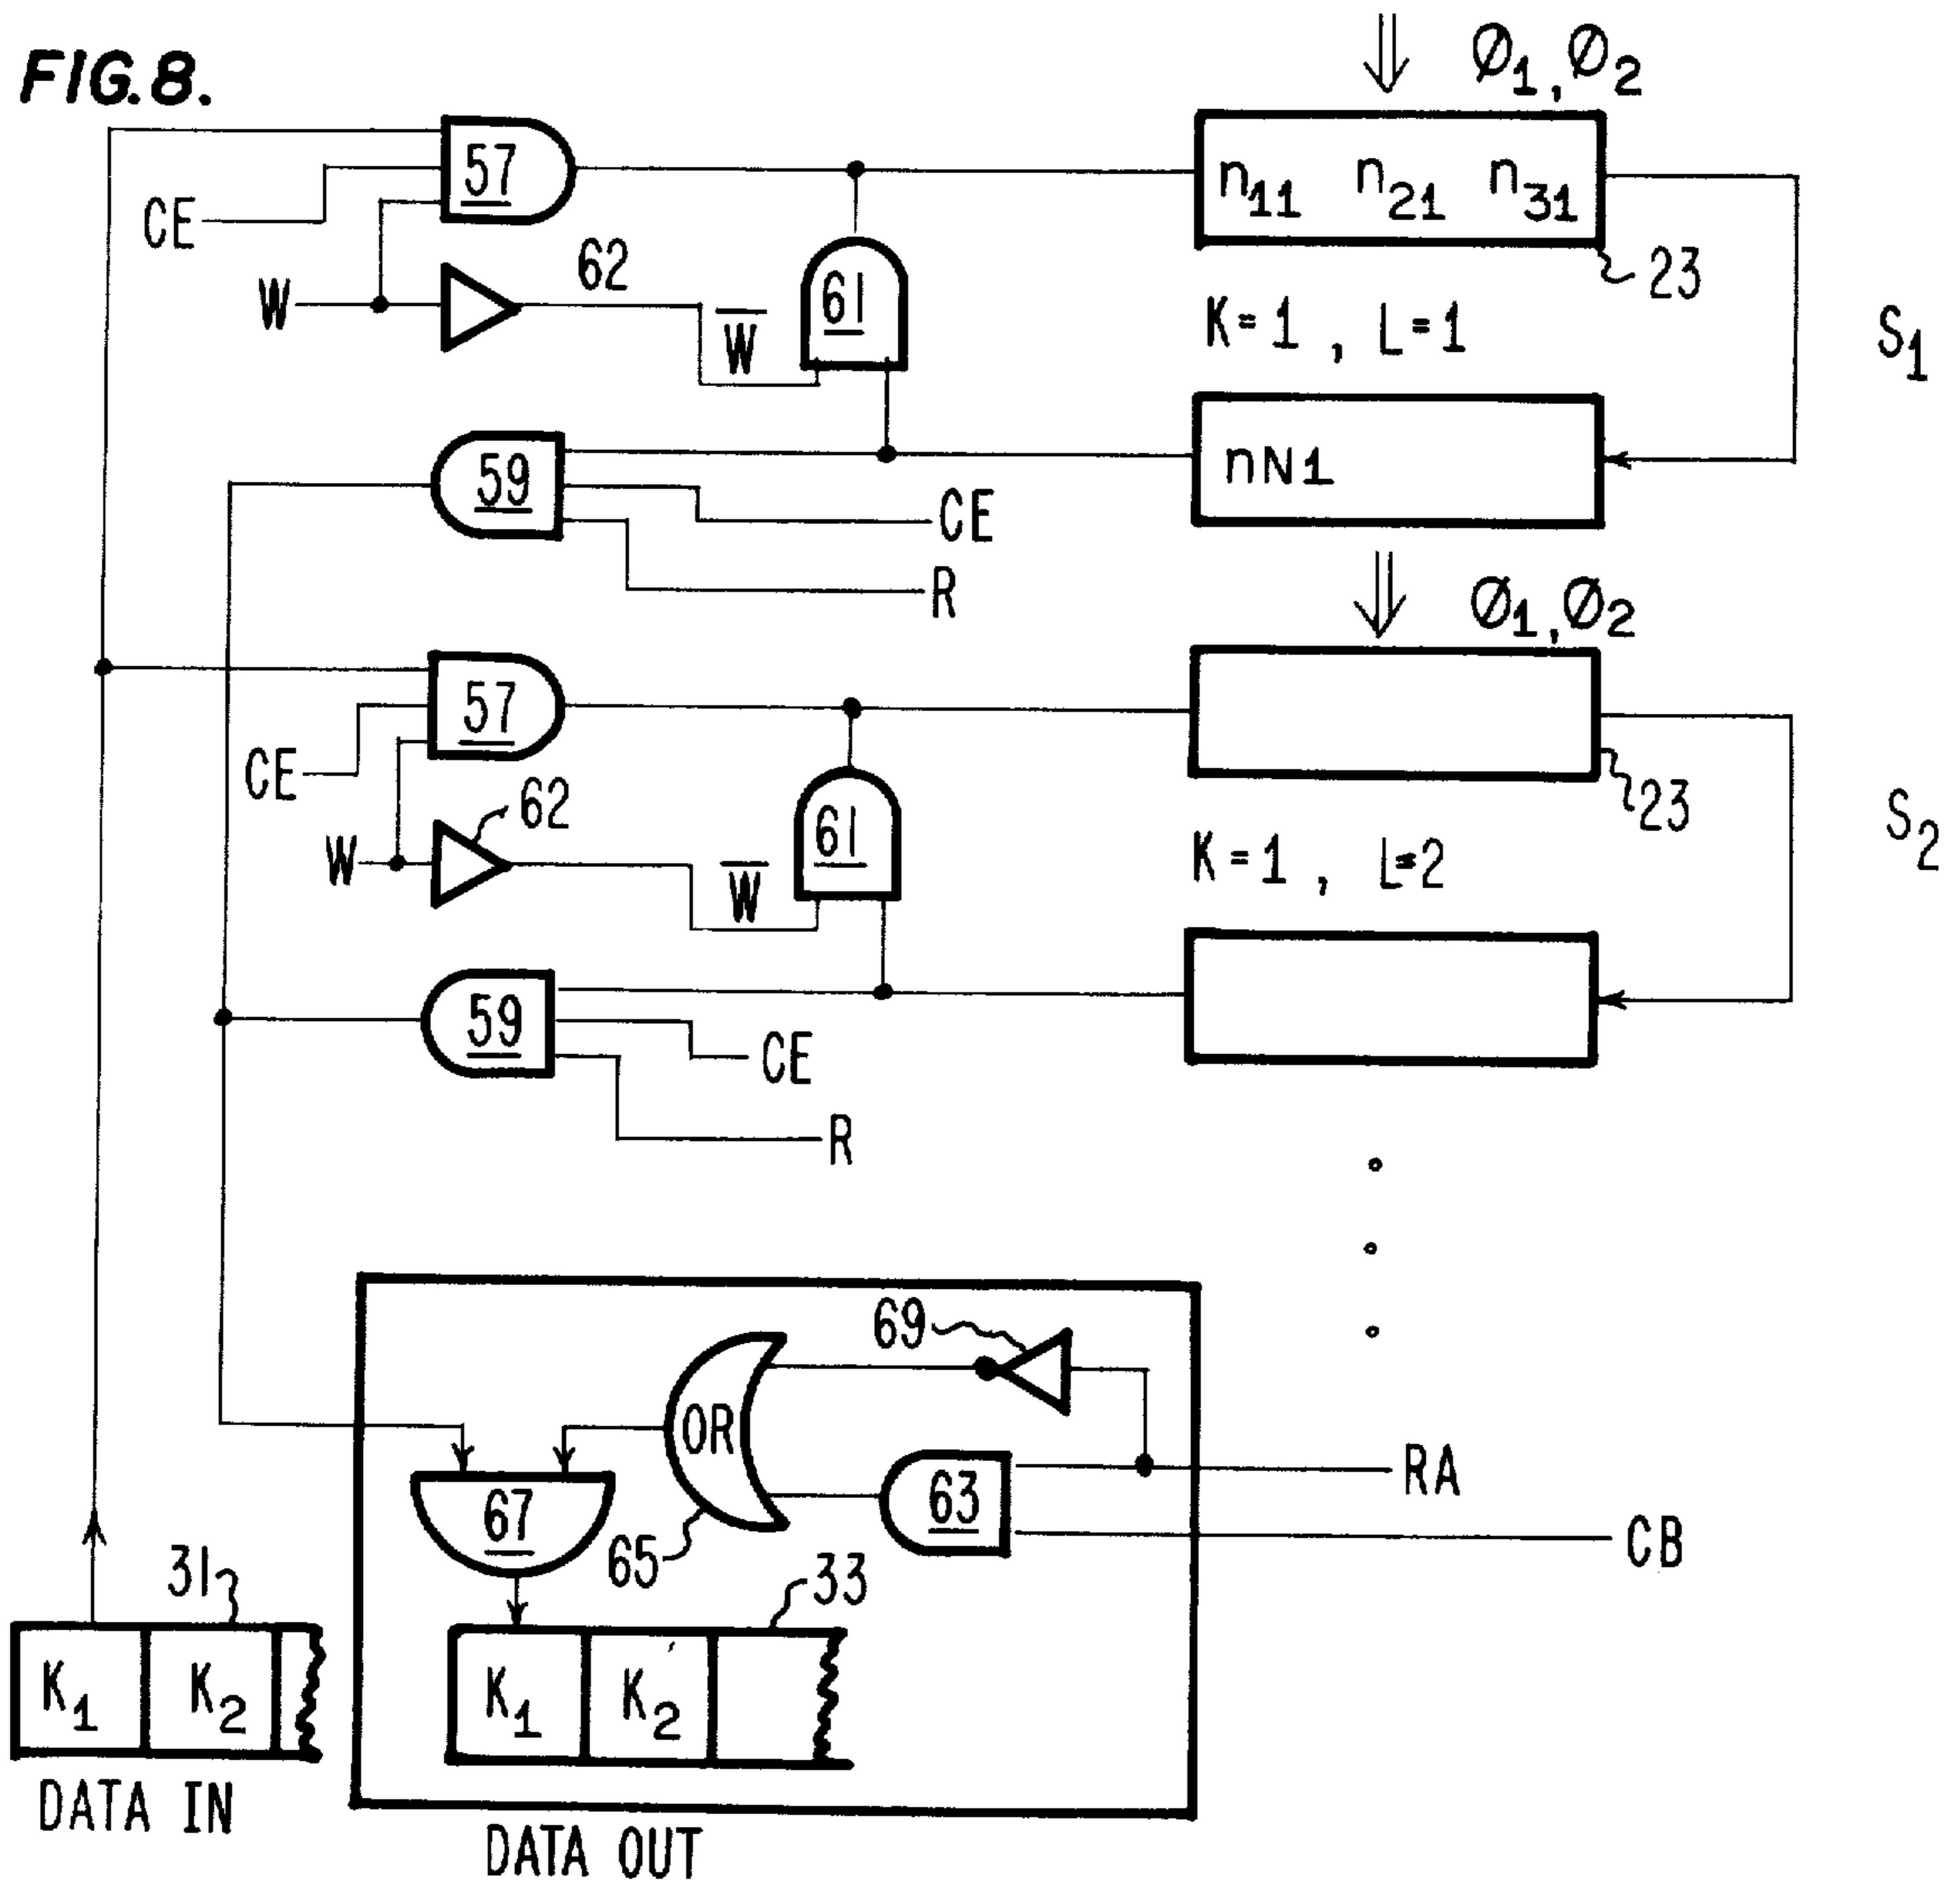 FIG.8.
Ø1, Ø2
57
n11 n21 n31
CE
62
23
W
W̅
61
K=1 , L=1
S1
59
nN1
CE
R
Ø1, Ø2
57
CE
62
23
W
W̅
61
K=1 , L=2
S2
59
CE
R
69
OR
RA
63
67
CB
65
31
33
K1 K2
K1 K2
DATA IN
DATA OUT